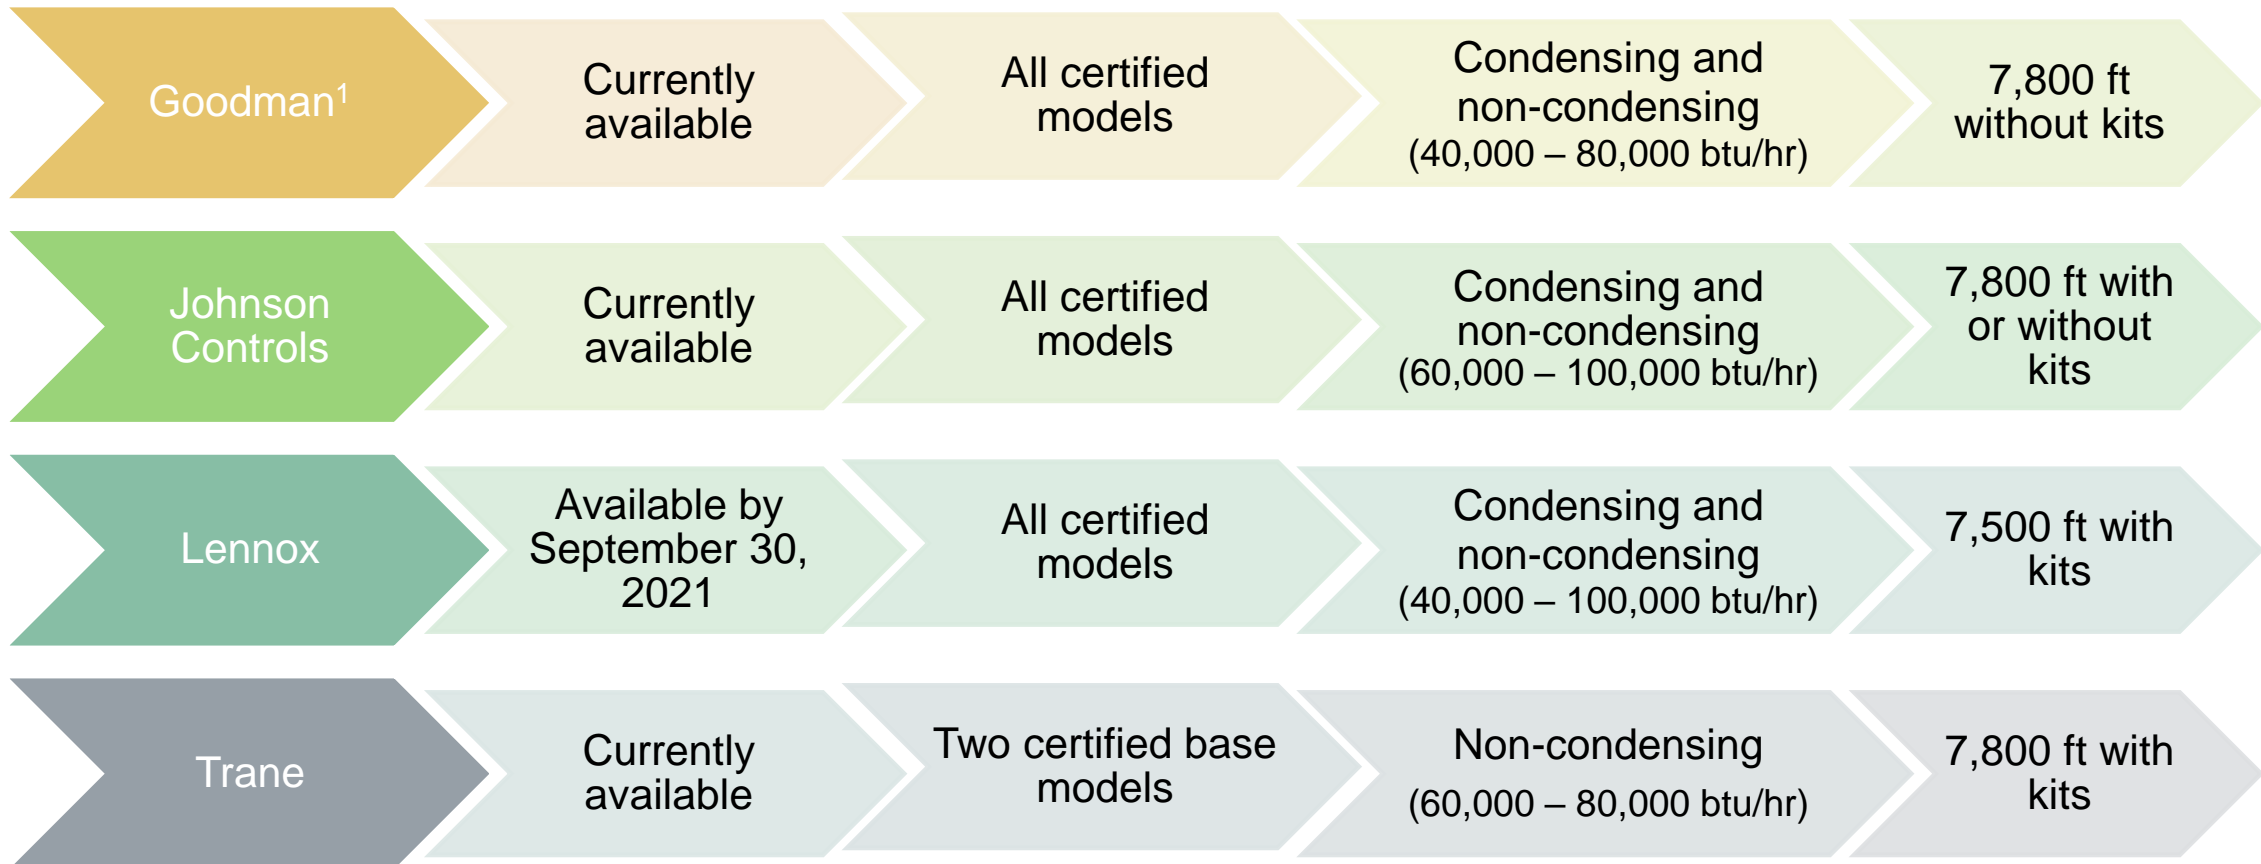 Goodman¹
Currently
available
All certified
models
Condensing and
non-condensing
(40,000 – 80,000 btu/hr)
7,800 ft
without kits
Johnson
Controls
Currently
available
All certified
models
Condensing and
non-condensing
(60,000 – 100,000 btu/hr)
7,800 ft with
or without
kits
Lennox
Available by
September 30,
2021
All certified
models
Condensing and
non-condensing
(40,000 – 100,000 btu/hr)
7,500 ft with
kits
Trane
Currently
available
Two certified base
models
Non-condensing
(60,000 – 80,000 btu/hr)
7,800 ft with
kits